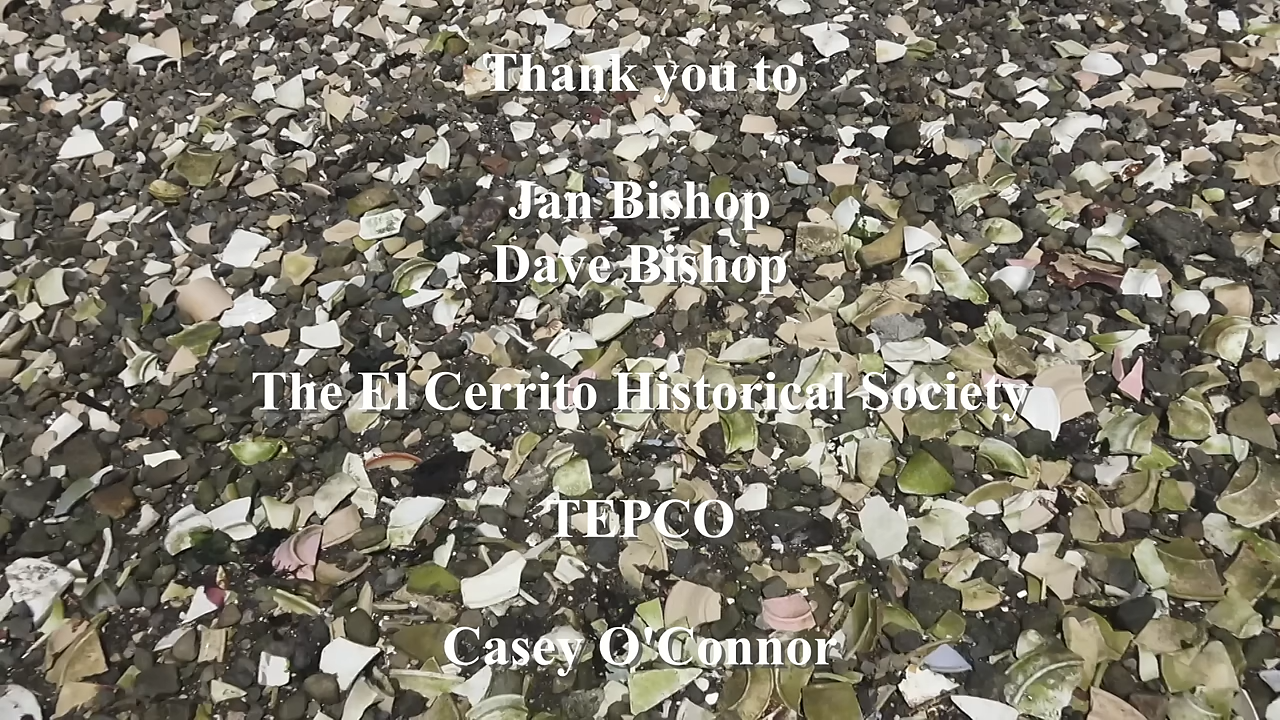 Thank you to
Jan Bishop
Dave Bishop
The El Cerrito Historical Society
TEPCO
Casey O'Connor